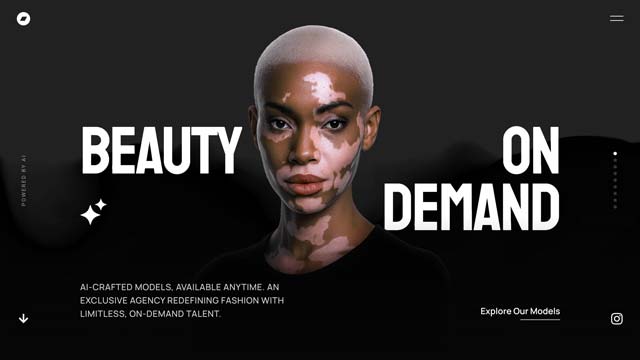 BEAUTY
ON
DEMAND
POWERED BY AI
AI-CRAFTED MODELS, AVAILABLE ANYTIME. AN
EXCLUSIVE AGENCY REDEFINING FASHION WITH
LIMITLESS, ON-DEMAND TALENT.
Explore Our Models